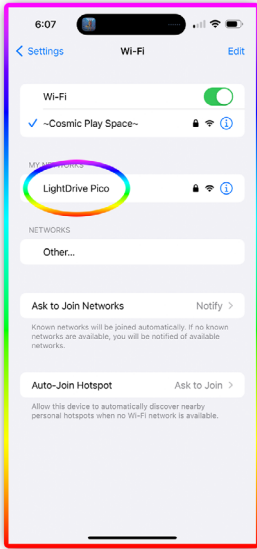 6:07
Settings
Wi-Fi
Edit
Wi-Fi
~Cosmic Play Space~
MY NETWORKS
LightDrive Pico
NETWORKS
Other...
Ask to Join Networks
Notify
Known networks will be joined automatically. If no known
networks are available, you will be notified of available
networks.
Auto-Join Hotspot
Ask to Join
Allow this device to automatically discover nearby
personal hotspots when no Wi-Fi network is available.